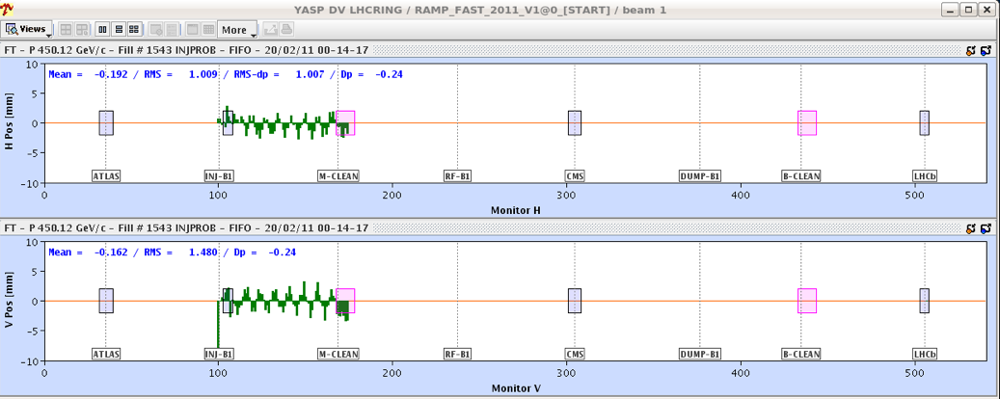 YASP DV LHCRING / RAMP_FAST_2011_V1@0_[START] / beam 1
Views More
FT - P 450.12 GeV/c - Fill # 1543 INJPROB - FIFO - 20/02/11 00-14-17
Mean = -0.192 / RMS = 1.009 / RMS-dp = 1.007 / Dp = -0.24
H Pos [mm]
10
5
0
-5
-10
ATLAS INJ-B1 M-CLEAN RF-B1 CMS DUMP-B1 B-CLEAN LHCb
0 100 200 300 400 500
Monitor H
FT - P 450.12 GeV/c - Fill # 1543 INJPROB - FIFO - 20/02/11 00-14-17
Mean = -0.162 / RMS = 1.480 / Dp = -0.24
V Pos [mm]
10
5
0
-5
-10
ATLAS INJ-B1 M-CLEAN RF-B1 CMS DUMP-B1 B-CLEAN LHCb
0 100 200 300 400 500
Monitor V